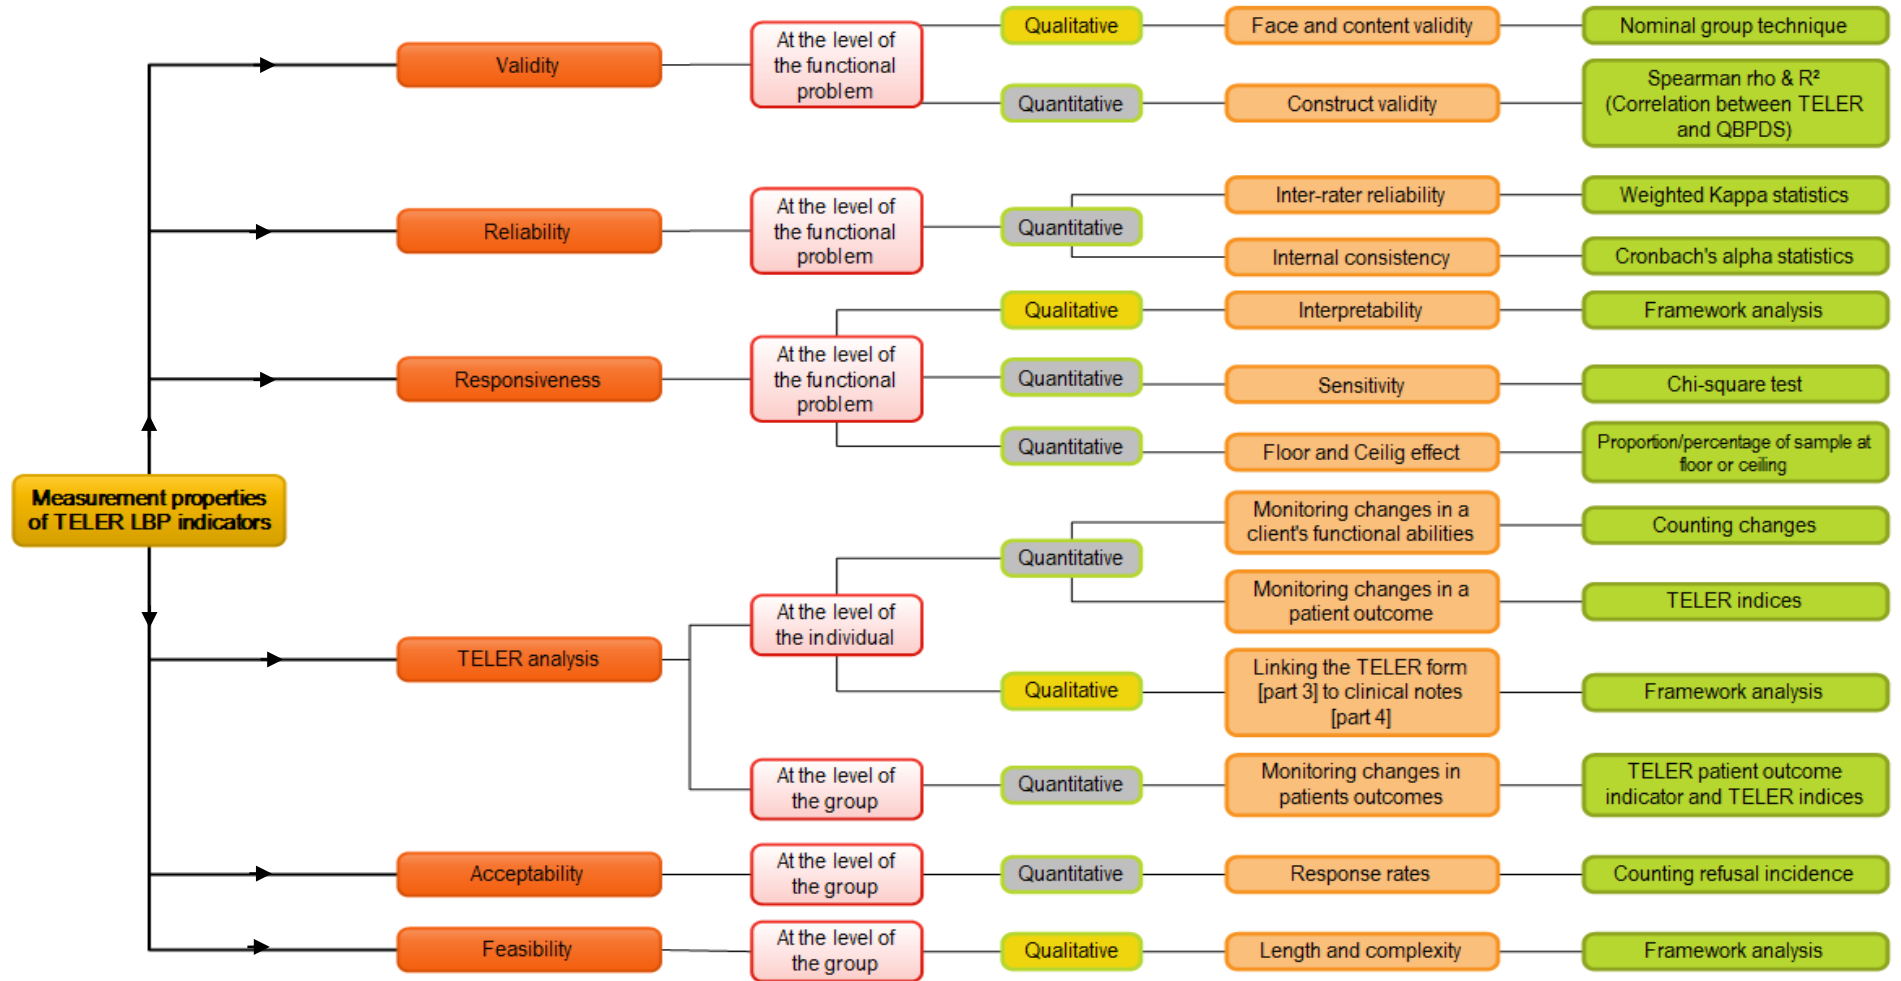 Measurement properties
of TELER LBP indicators
Validity
At the level of
the functional
problem
Qualitative
Face and content validity
Nominal group technique
Quantitative
Construct validity
Spearman rho & R²
(Correlation between TELER
and QBPDS)
Reliability
At the level of
the functional
problem
Quantitative
Inter-rater reliability
Weighted Kappa statistics
Internal consistency
Cronbach's alpha statistics
Responsiveness
At the level of
the functional
problem
Qualitative
Interpretability
Framework analysis
Quantitative
Sensitivity
Chi-square test
Quantitative
Floor and Ceilig effect
Proportion/percentage of sample at
floor or ceiling
TELER analysis
At the level of
the individual
Quantitative
Monitoring changes in a
client's functional abilities
Counting changes
Monitoring changes in a
patient outcome
TELER indices
Qualitative
Linking the TELER form
[part 3] to clinical notes
[part 4]
Framework analysis
At the level of
the group
Quantitative
Monitoring changes in
patients outcomes
TELER patient outcome
indicator and TELER indices
Acceptability
At the level of
the group
Quantitative
Response rates
Counting refusal incidence
Feasibility
At the level of
the group
Qualitative
Length and complexity
Framework analysis